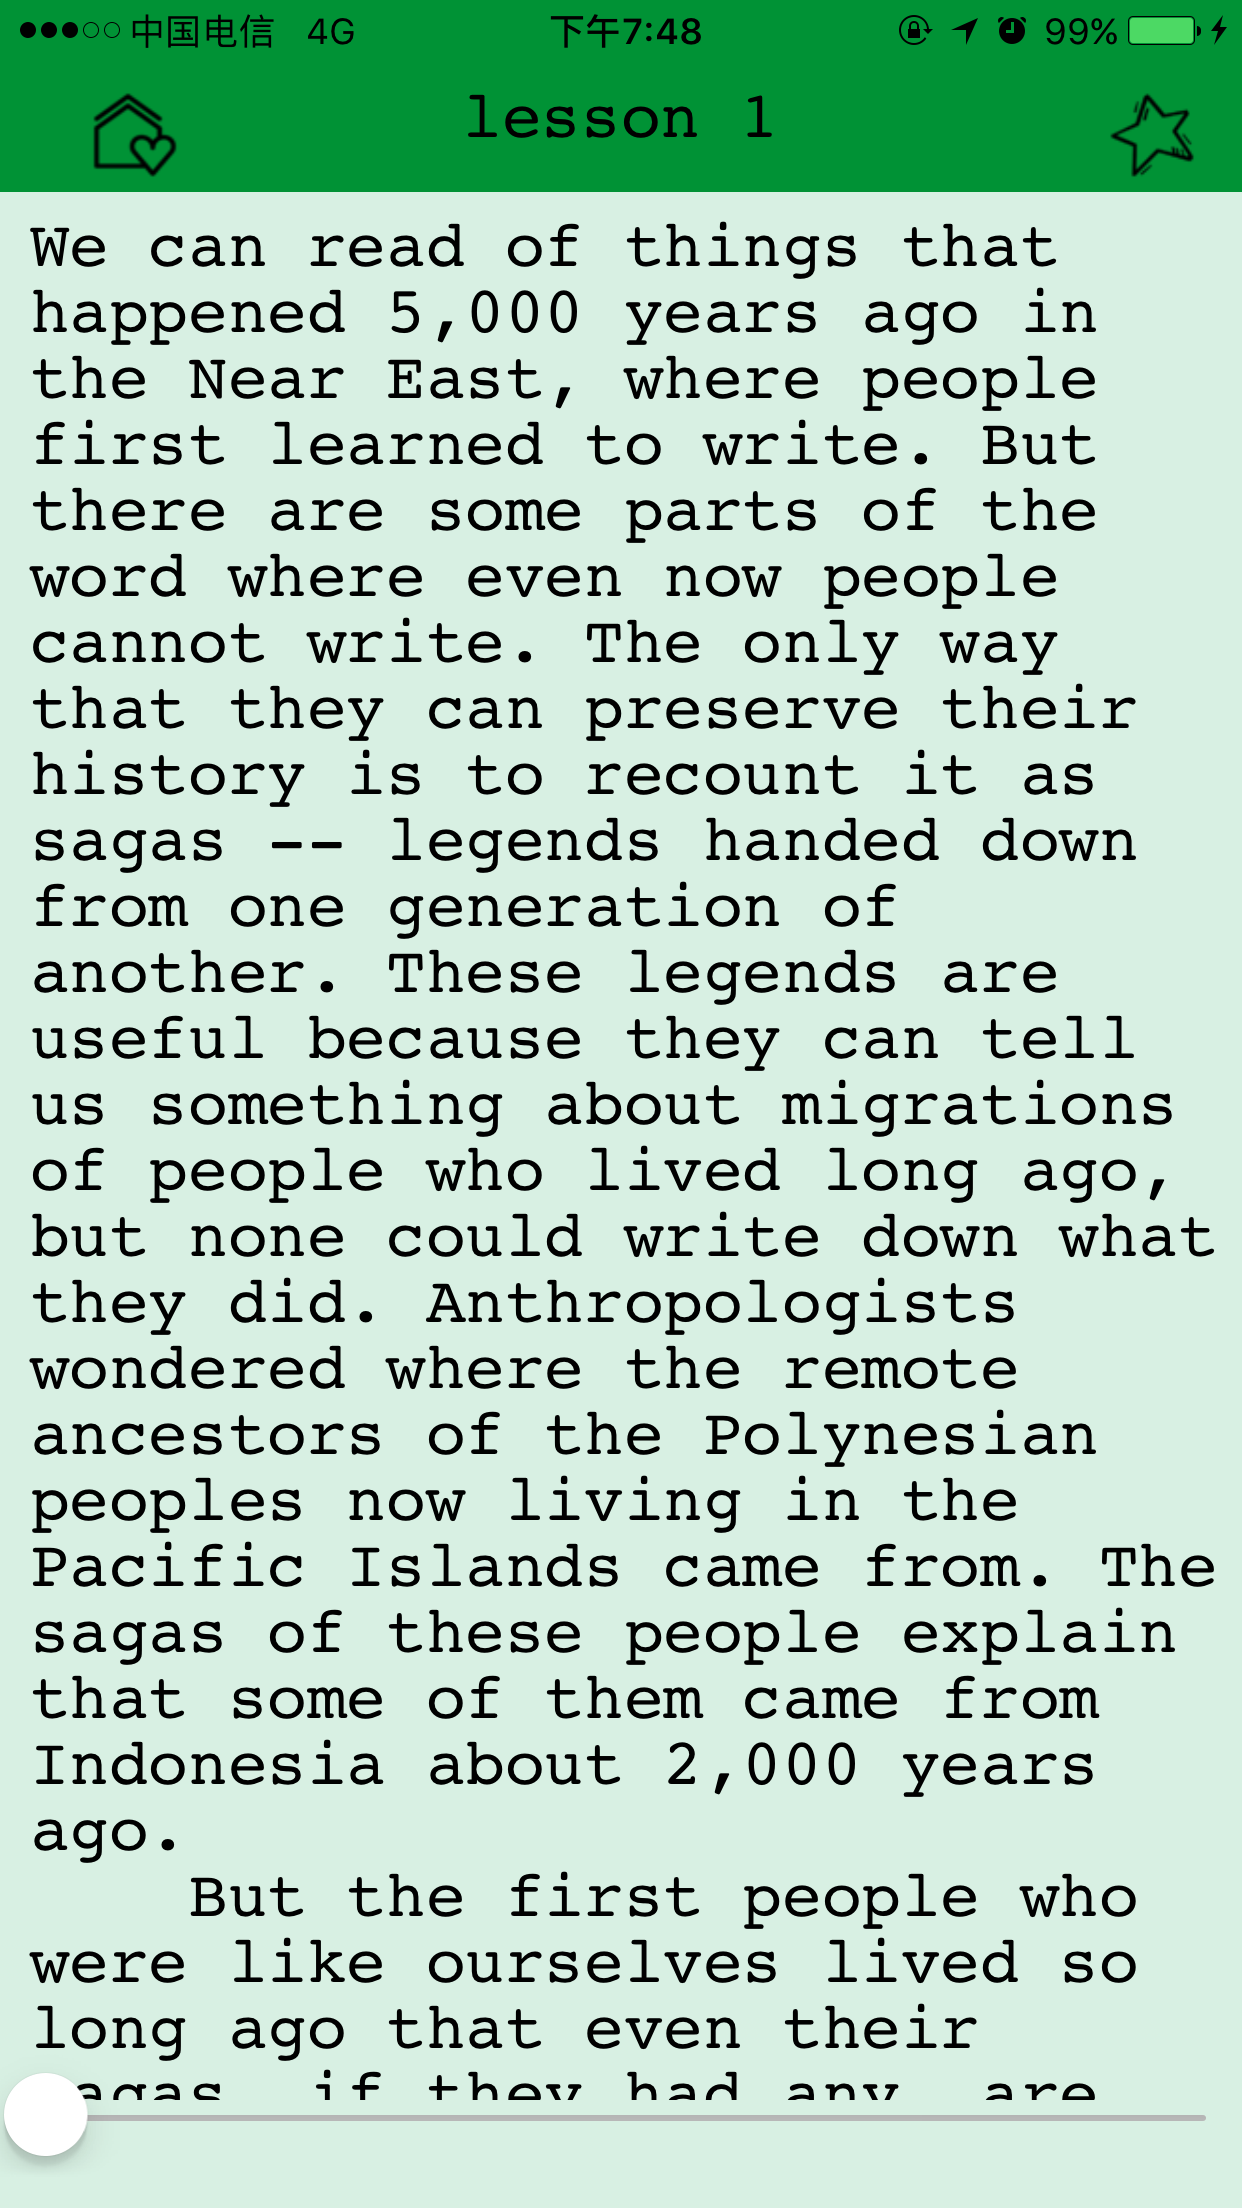 中国电信 4G 下午7:48 99%
lesson 1
We can read of things that
happened 5,000 years ago in
the Near East, where people
first learned to write. But
there are some parts of the
word where even now people
cannot write. The only way
that they can preserve their
history is to recount it as
sagas -- legends handed down
from one generation of
another. These legends are
useful because they can tell
us something about migrations
of people who lived long ago,
but none could write down what
they did. Anthropologists
wondered where the remote
ancestors of the Polynesian
peoples now living in the
Pacific Islands came from. The
sagas of these people explain
that some of them came from
Indonesia about 2,000 years
ago.
But the first people who
were like ourselves lived so
long ago that even their
if they had any are